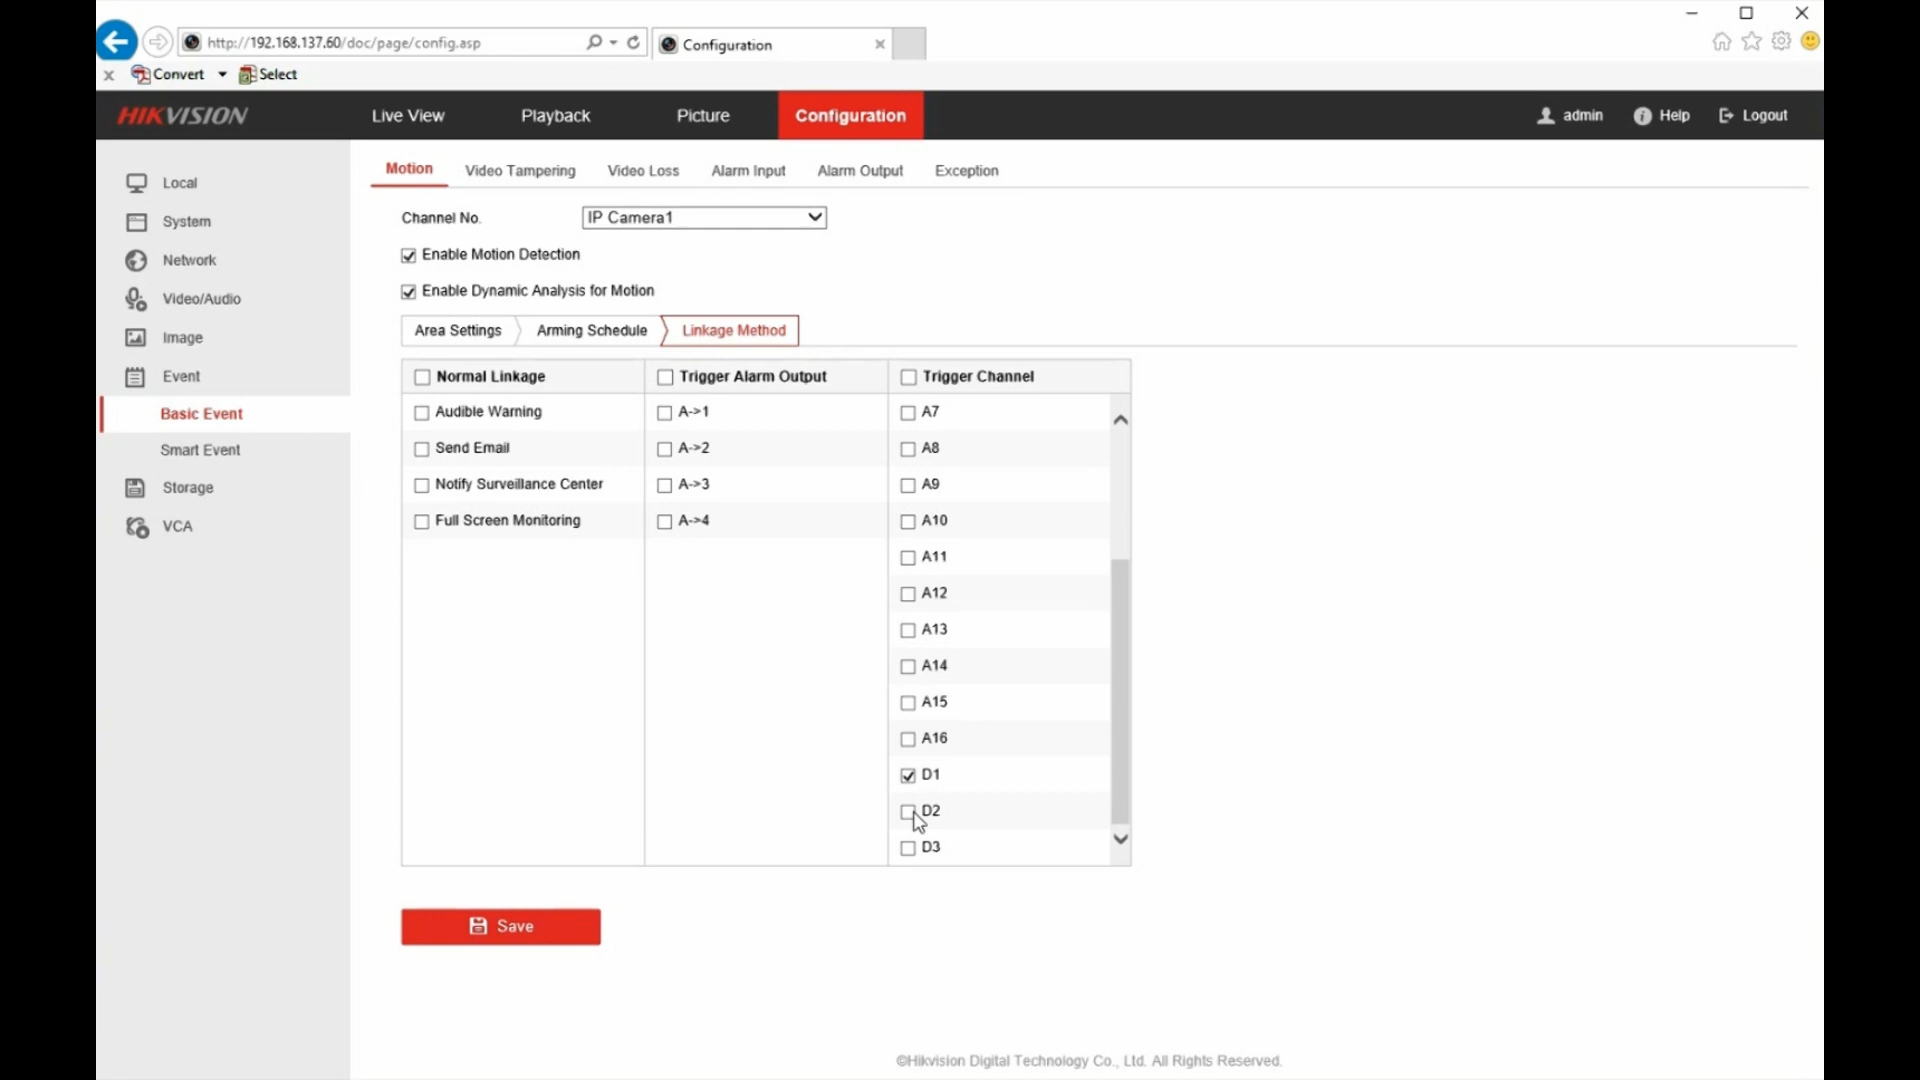 http://192.168.137.60/doc/page/config.asp
Configuration
x Convert Select
HIKVISION
Live View
Playback
Picture
Configuration
admin
Help
Logout
Local
System
Network
Video/Audio
Image
Event
Basic Event
Smart Event
Storage
VCA
Motion
Video Tampering
Video Loss
Alarm Input
Alarm Output
Exception
Channel No.
IP Camera1
Enable Motion Detection
Enable Dynamic Analysis for Motion
Area Settings
Arming Schedule
Linkage Method
Normal Linkage
Audible Warning
Send Email
Notify Surveillance Center
Full Screen Monitoring
Trigger Alarm Output
A->1
A->2
A->3
A->4
Trigger Channel
A7
A8
A9
A10
A11
A12
A13
A14
A15
A16
D1
D2
D3
Save
©Hikvision Digital Technology Co., Ltd. All Rights Reserved.